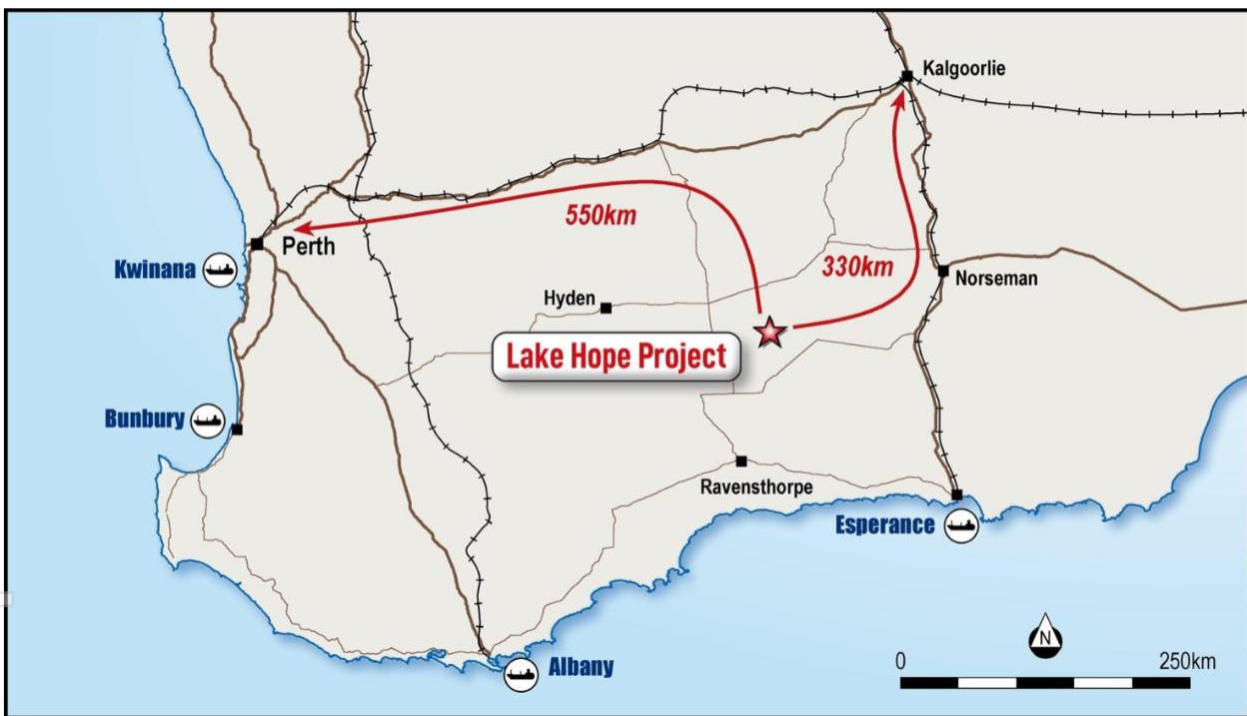 Kalgoorlie
550km
Perth
Kwinana
330km
Norseman
Hyden
Lake Hope Project
Bunbury
Ravensthorpe
Esperance
N
Albany
0 250km